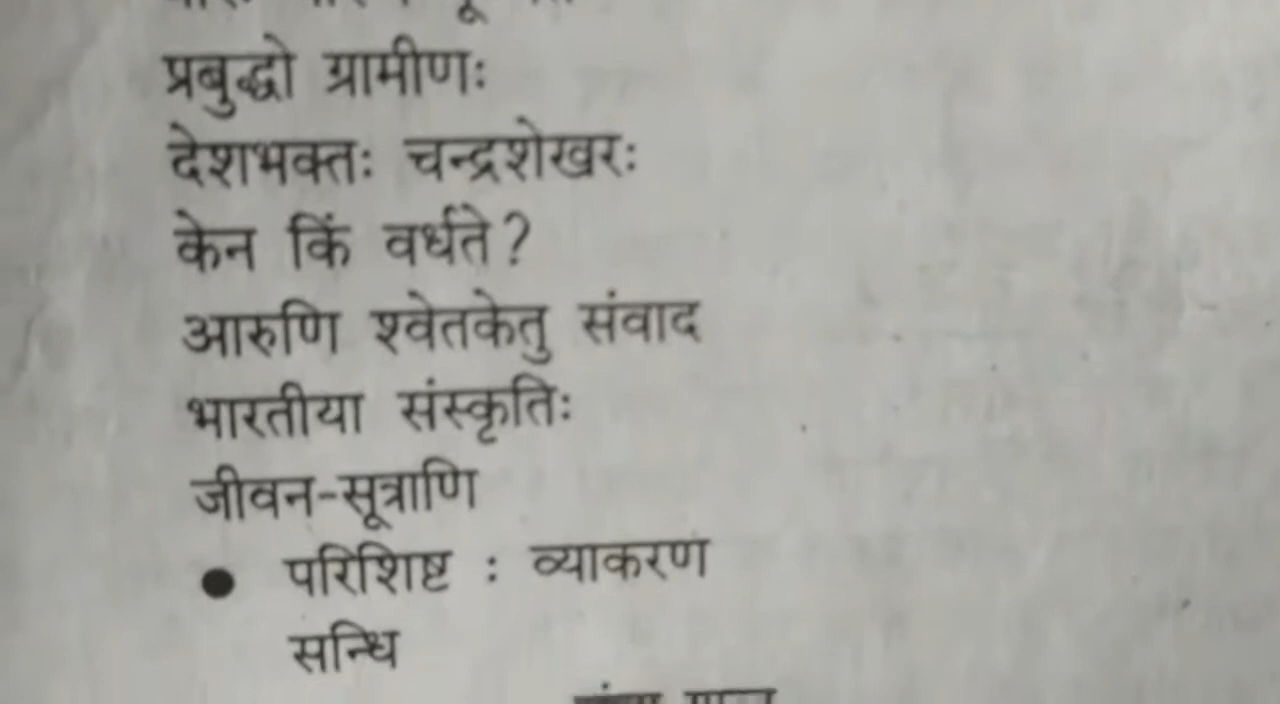 प्रबुद्धो ग्रामीणः
देशभक्तः चन्द्रशेखरः
केन किं वर्धते?
आरुणि श्वेतकेतु संवाद
भारतीया संस्कृतिः
जीवन-सूत्राणि
● परिशिष्ट : व्याकरण
सन्धि